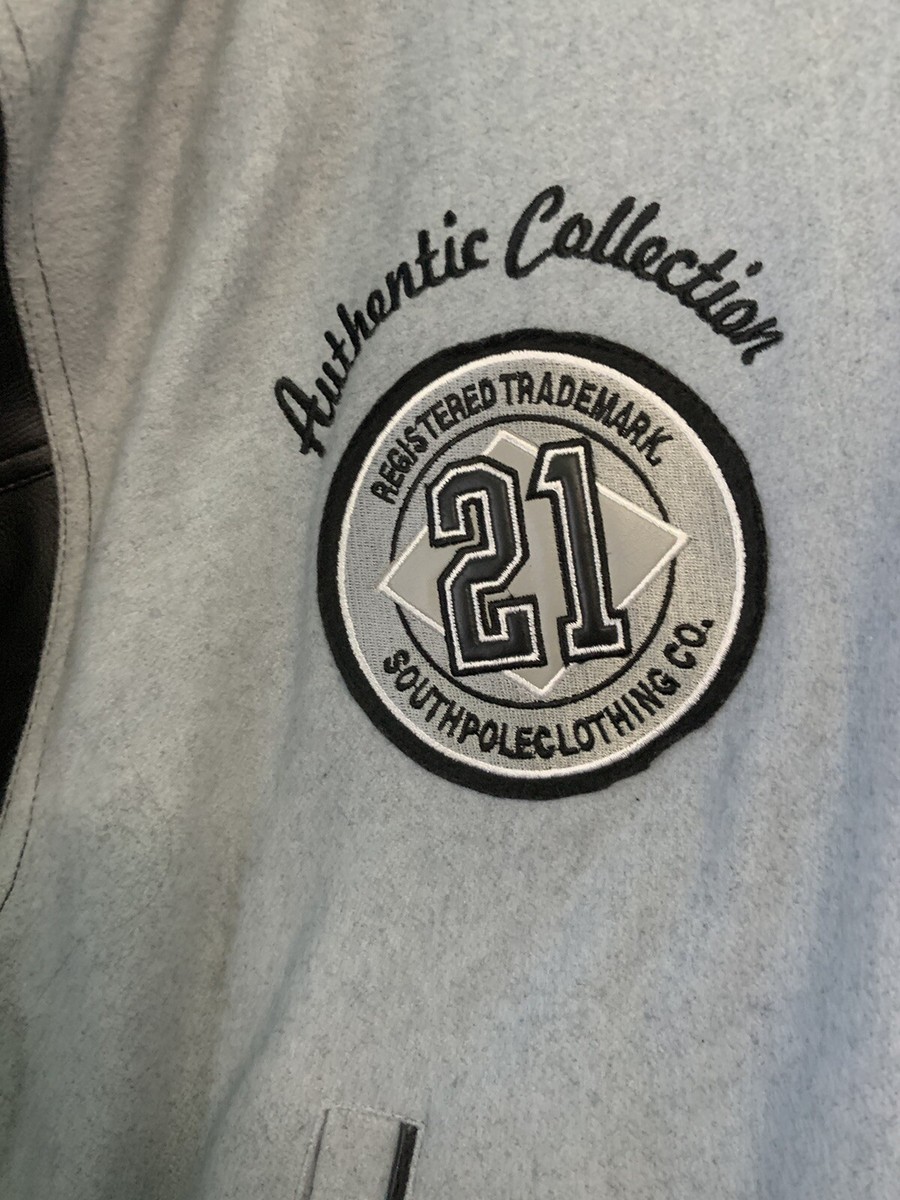 Authentic Collection
REGISTERED TRADEMARK,
21
SOUTHPOLECLOTHING CO.